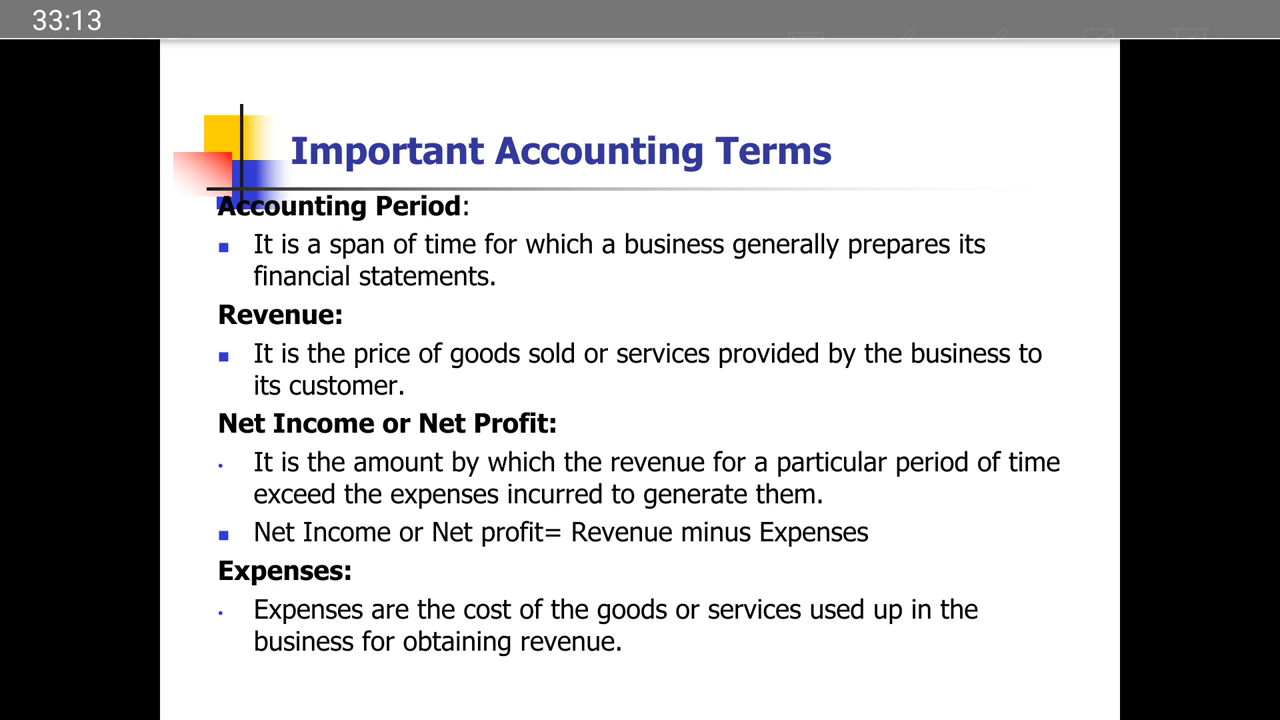 33:13
Important Accounting Terms
Accounting Period:
It is a span of time for which a business generally prepares its
financial statements.
Revenue:
It is the price of goods sold or services provided by the business to
its customer.
Net Income or Net Profit:
It is the amount by which the revenue for a particular period of time
exceed the expenses incurred to generate them.
Net Income or Net profit= Revenue minus Expenses
Expenses:
Expenses are the cost of the goods or services used up in the
business for obtaining revenue.